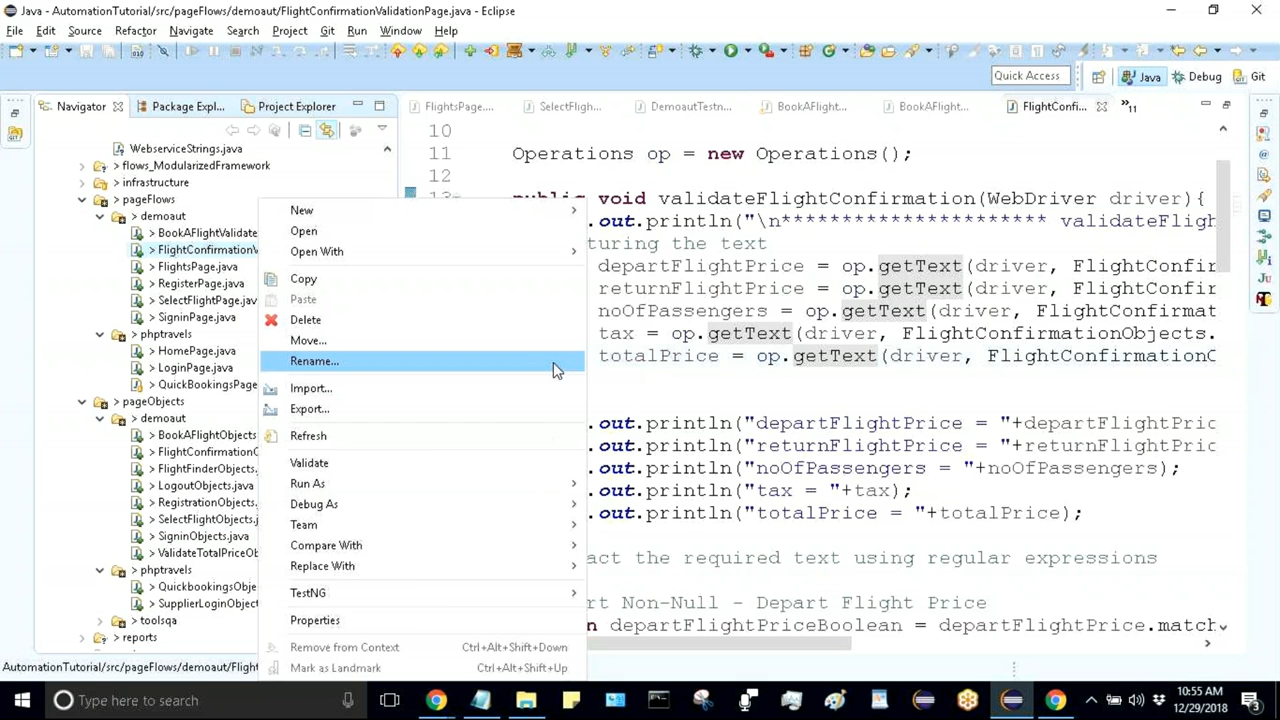 Java - AutomationTutorial/src/pageFlows/demoaut/FlightConfirmationValidationPage.java - Eclipse
File Edit Source Refactor Navigate Search Project Git Run Window Help
Quick Access
Java
Debug
Git
Navigator
Package Expl...
Project Explorer
FlightsPage....
SelectFligh...
DemoautTestn...
BookAFlight...
BookAFlight...
FlightConfi...
»11
WebserviceStrings.java
> flows_ModularizedFramework
> infrastructure
> pageFlows
> demoaut
> BookAFlightValidate
> FlightConfirmationV
> FlightsPage.java
> RegisterPage.java
> SelectFlightPage.jav
> SigninPage.java
> phptravels
> HomePage.java
> LoginPage.java
> QuickBookingsPage
> pageObjects
> demoaut
> BookAFlightObjects
> FlightConfirmationO
> FlightFinderObjects.
> LogoutObjects.java
> RegistrationObjects.
> SelectFlightObjects.j
> SigninObjects.java
> ValidateTotalPriceOb
> phptravels
> QuickbookingsObje
> SupplierLoginObject
> toolsqa
> reports
New
Open
Open With
Copy
Paste
Delete
Move...
Rename...
Import...
Export...
Refresh
Validate
Run As
Debug As
Team
Compare With
Replace With
TestNG
Properties
Remove from Context Ctrl+Alt+Shift+Down
Mark as Landmark Ctrl+Alt+Shift+Up
10
11 Operations op = new Operations();
12
13 public void validateFlightConfirmation(WebDriver driver){
.out.println("\n********************** validateFligh
turing the text
departFlightPrice = op.getText(driver, FlightConfir
returnFlightPrice = op.getText(driver, FlightConfir
noOfPassengers = op.getText(driver, FlightConfirmat
tax = op.getText(driver, FlightConfirmationObjects.
totalPrice = op.getText(driver, FlightConfirmationO
.out.println("departFlightPrice = "+departFlightPric
.out.println("returnFlightPrice = "+returnFlightPric
.out.println("noOfPassengers = "+noOfPassengers);
.out.println("tax = "+tax);
.out.println("totalPrice = "+totalPrice);
act the required text using regular expressions
rt Non-Null - Depart Flight Price
n departFlightPriceBoolean = departFlightPrice.match
AutomationTutorial/src/pageFlows/demoaut/Flight
Type here to search
10:55 AM
12/29/2018
3